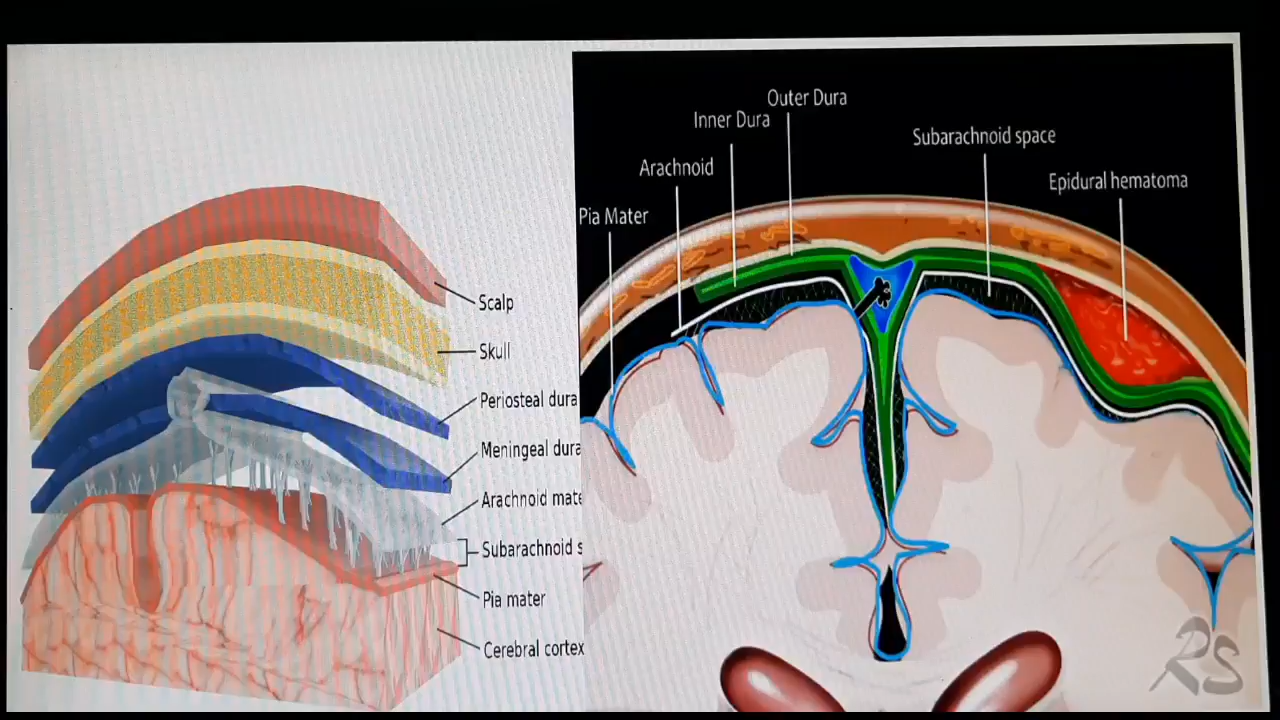 Scalp
Skull
Periosteal dura
Meningeal dura
Arachnoid mate
Subarachnoid s
Pia mater
Cerebral cortex
Outer Dura
Inner Dura
Subarachnoid space
Arachnoid
Epidural hematoma
Pia Mater
RS